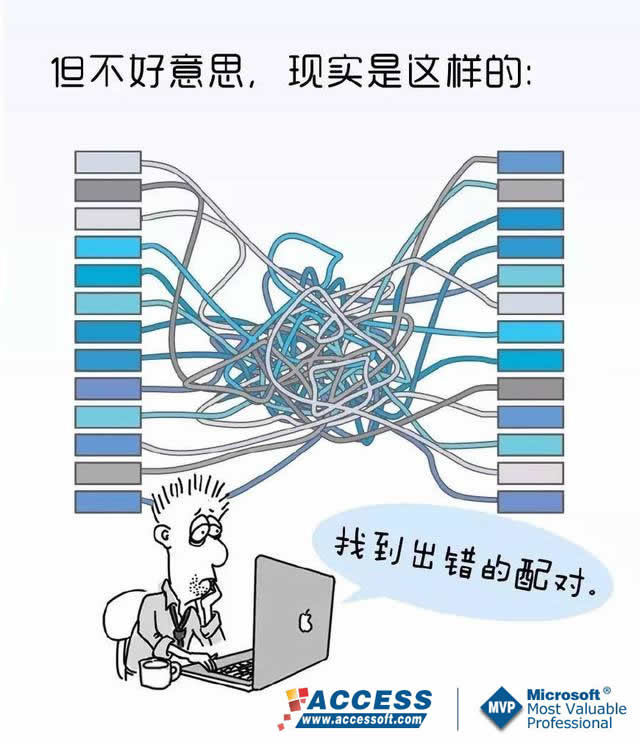 但不好意思，现实是这样的:
找到出错的配对。
ACCESS
www.accessoft.com
MVP
Microsoft®
Most Valuable
Professional